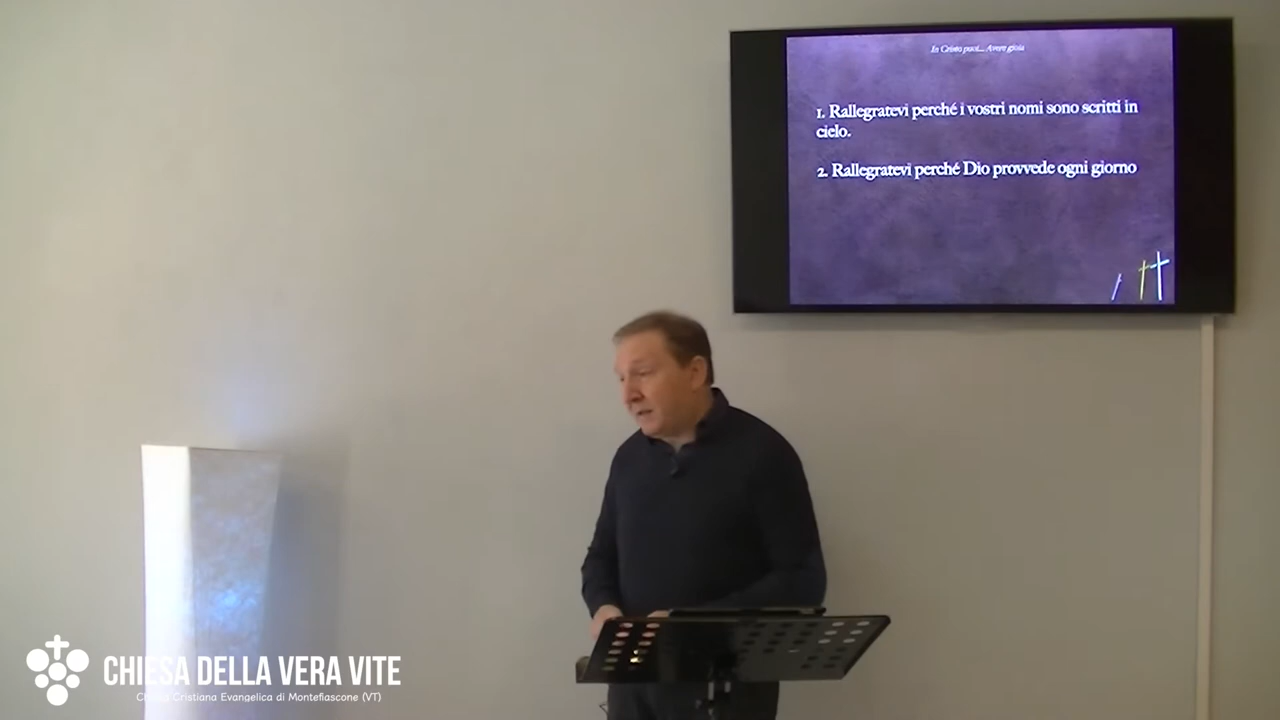 In Cristo puoi... Avere gioia
1. Rallegratevi perché i vostri nomi sono scritti in
cielo.
2. Rallegratevi perché Dio provvede ogni giorno
CHIESA DELLA VERA VITE
Chiesa Cristiana Evangelica di Montefiascone (VT)